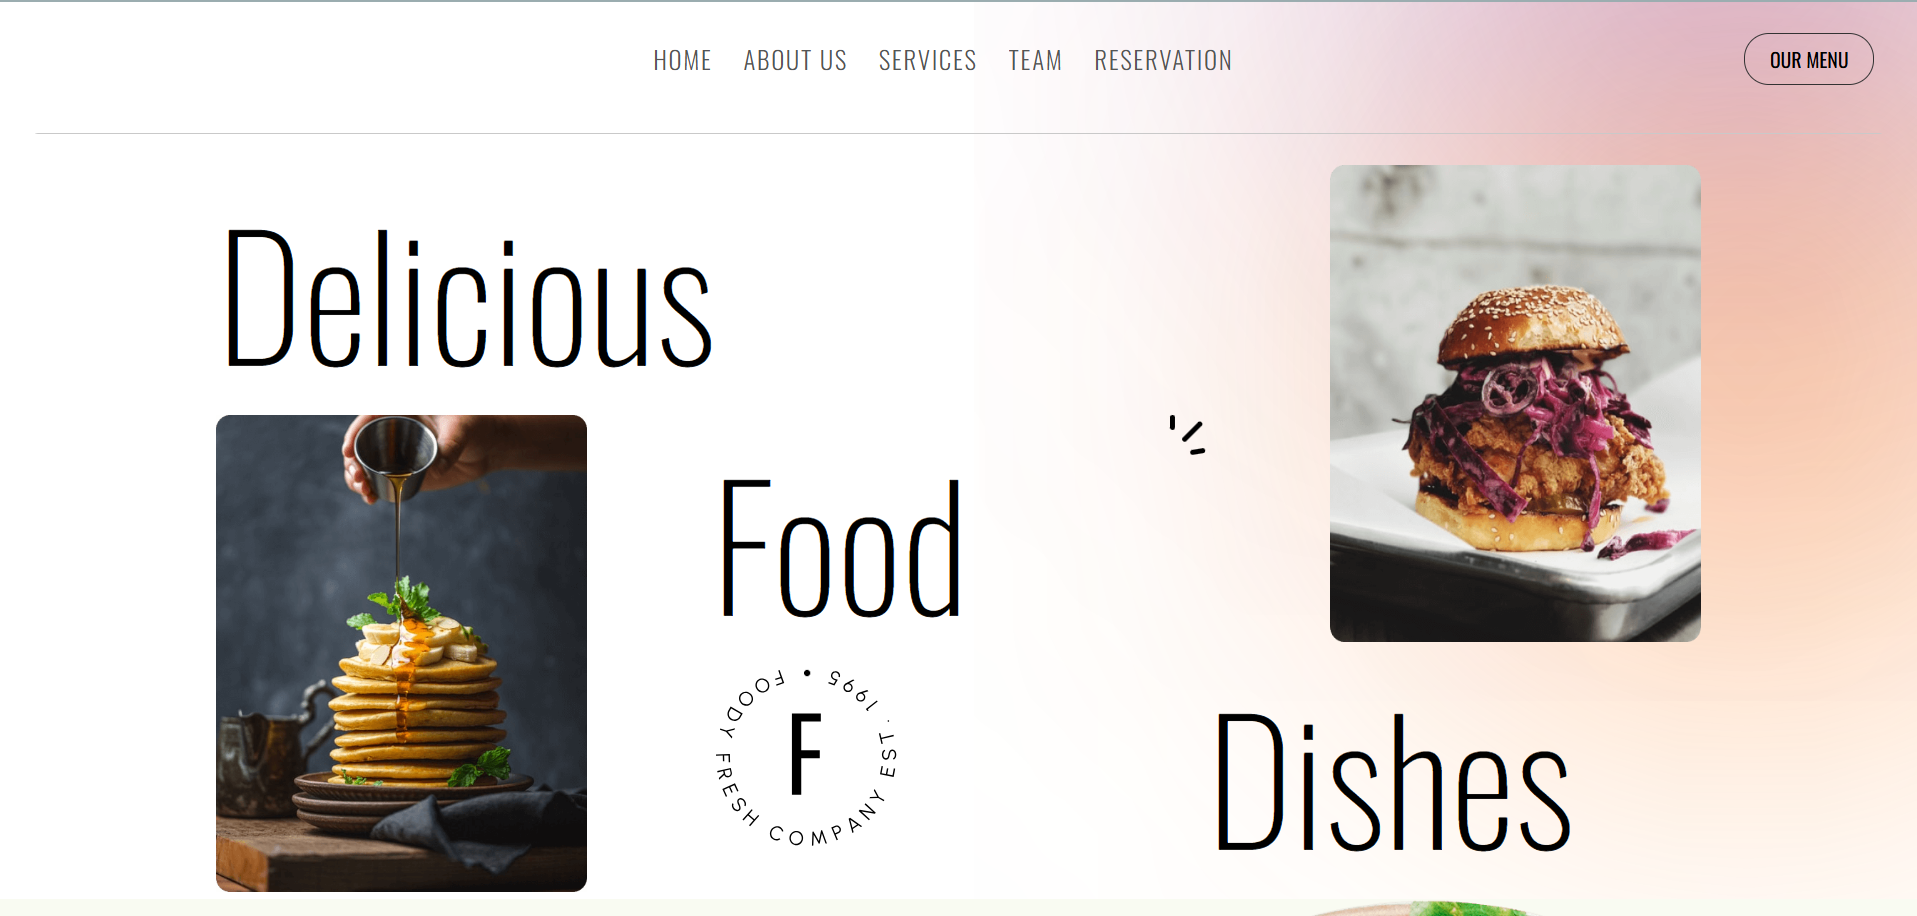 HOME ABOUT US SERVICES TEAM RESERVATION OUR MENU
Delicious
Food
FOODY FRESH COMPANY EST. 1995 •
F
Dishes